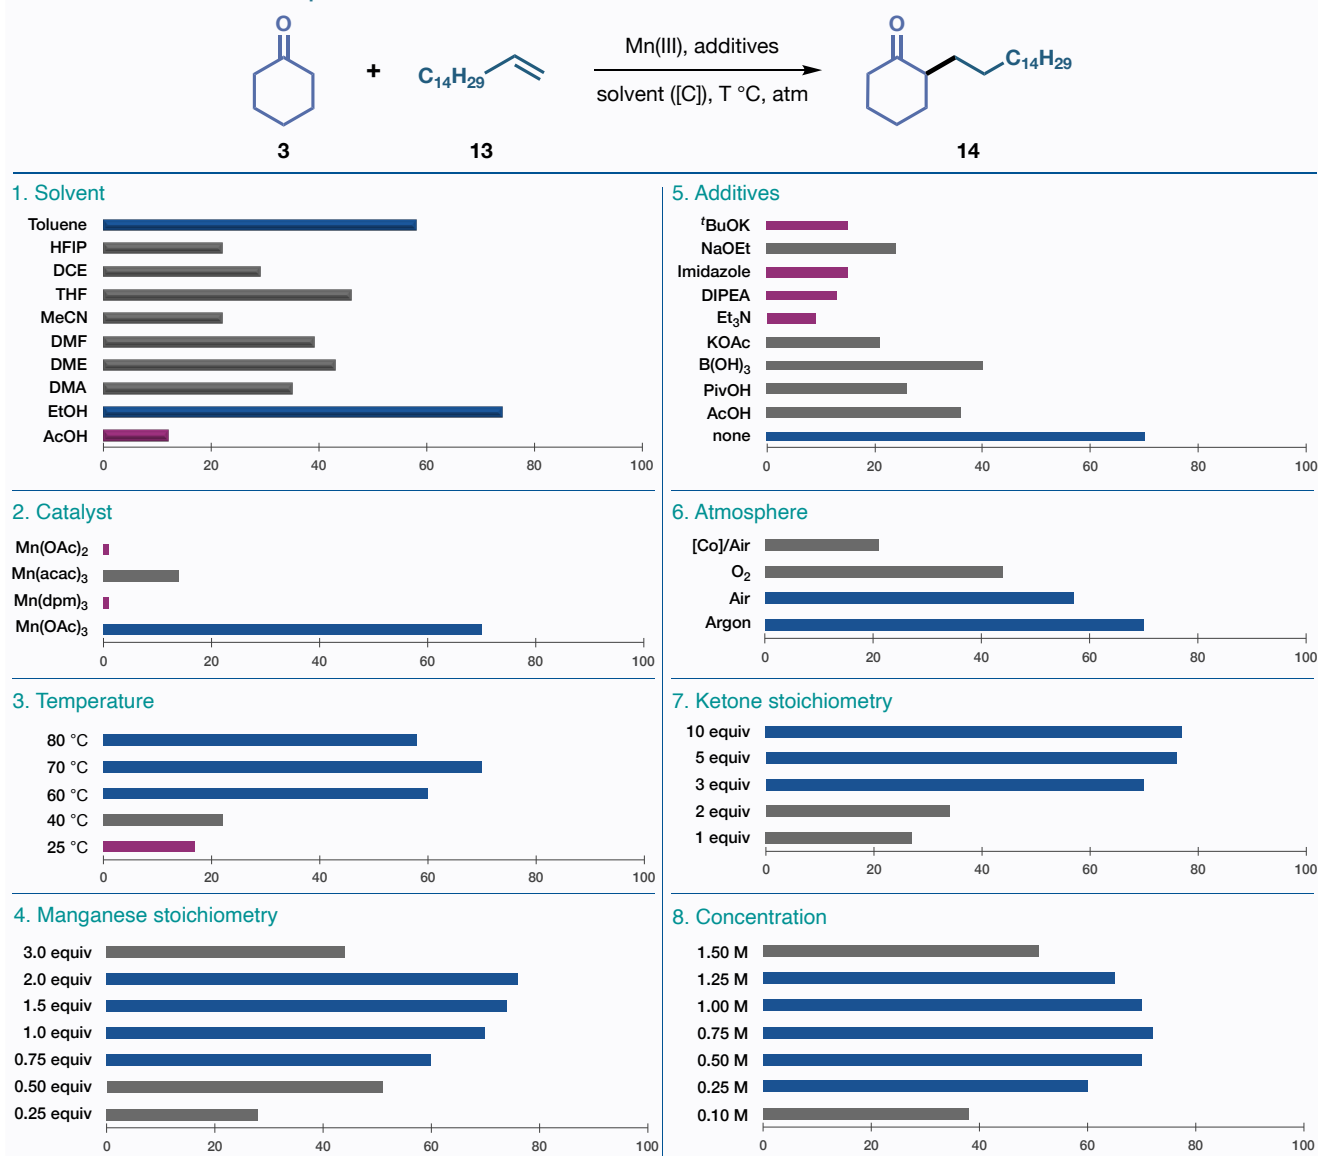 O
O
C14H29
+
C14H29
Mn(III), additives
solvent ([C]), T °C, atm
3
13
14
1. Solvent
Toluene
HFIP
DCE
THF
MeCN
DMF
DME
DMA
EtOH
AcOH
0 20 40 60 80 100
2. Catalyst
Mn(OAc)2
Mn(acac)3
Mn(dpm)3
Mn(OAc)3
0 20 40 60 80 100
3. Temperature
80 °C
70 °C
60 °C
40 °C
25 °C
0 20 40 60 80 100
4. Manganese stoichiometry
3.0 equiv
2.0 equiv
1.5 equiv
1.0 equiv
0.75 equiv
0.50 equiv
0.25 equiv
0 20 40 60 80 100
5. Additives
tBuOK
NaOEt
Imidazole
DIPEA
Et3N
KOAc
B(OH)3
PivOH
AcOH
none
0 20 40 60 80 100
6. Atmosphere
[Co]/Air
O2
Air
Argon
0 20 40 60 80 100
7. Ketone stoichiometry
10 equiv
5 equiv
3 equiv
2 equiv
1 equiv
0 20 40 60 80 100
8. Concentration
1.50 M
1.25 M
1.00 M
0.75 M
0.50 M
0.25 M
0.10 M
0 20 40 60 80 100